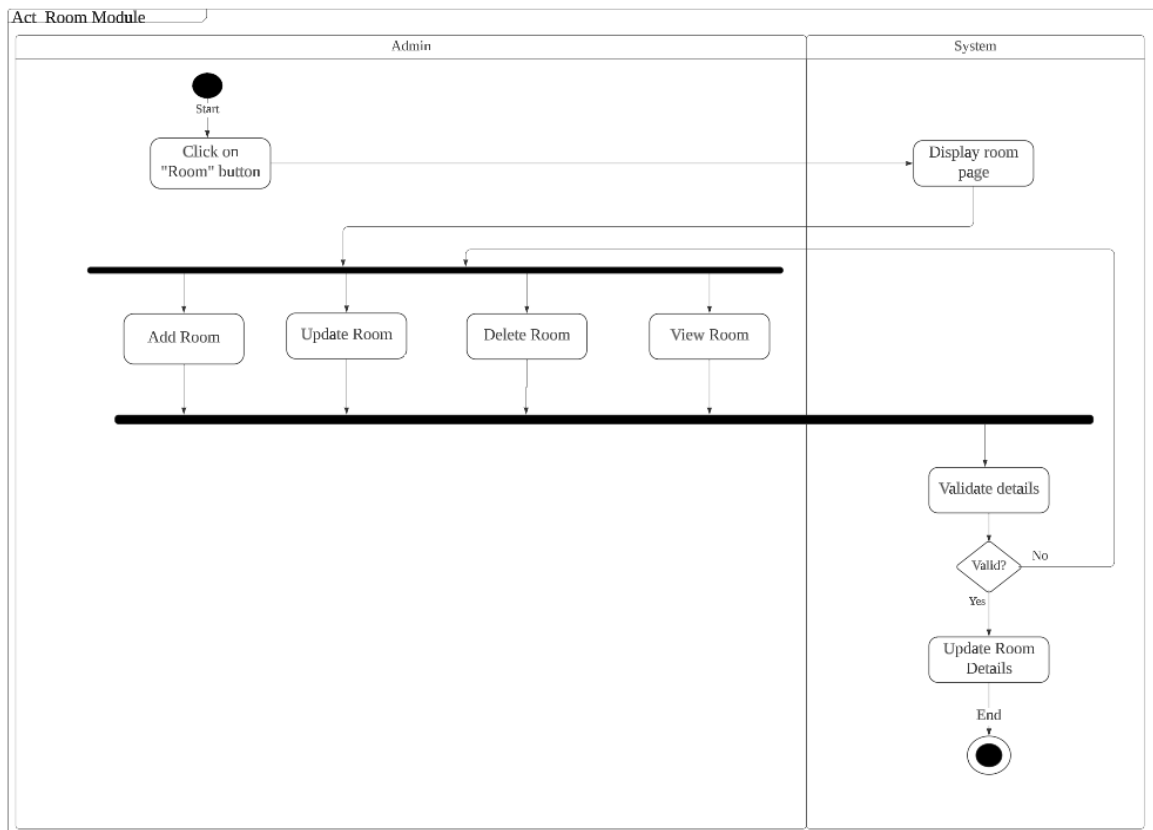 Act Room Module
Admin
System
Start
Click on
"Room" button
Display room
page
Add Room
Update Room
Delete Room
View Room
Validate details
Valid?
No
Yes
Update Room
Details
End